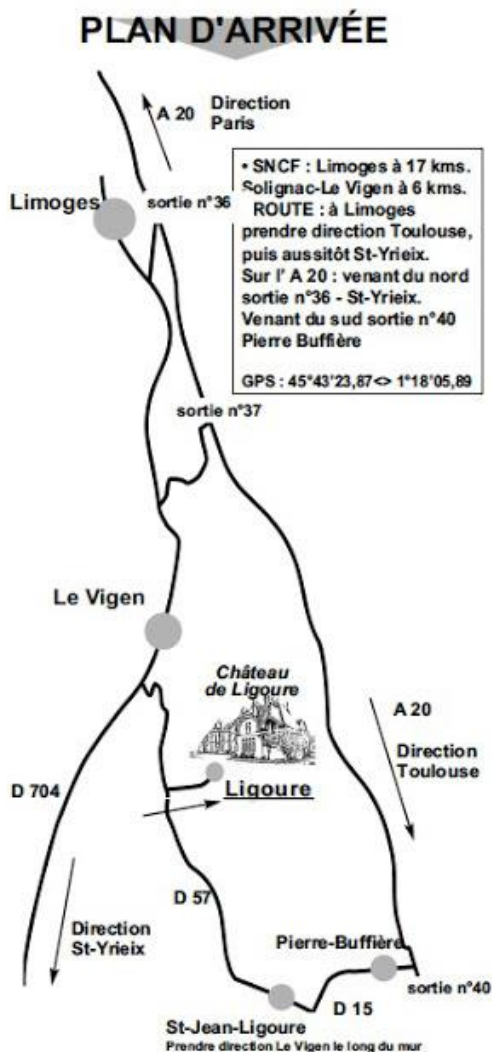 PLAN D'ARRIVÉE
A 20
Direction
Paris
• SNCF : Limoges à 17 kms.
Solignac-Le Vigen à 6 kms.
ROUTE : à Limoges
prendre direction Toulouse,
puis aussitôt St-Yrieix.
Sur l' A 20 : venant du nord
sortie n°36 - St-Yrieix.
Venant du sud sortie n°40
Pierre Buffière
GPS : 45°43'23,87<> 1°18'05,89
Limoges
sortie n°36
sortie n°37
Le Vigen
Château
de Ligoure
Ligoure
A 20
Direction
Toulouse
D 704
D 57
Direction
St-Yrieix
Pierre-Buffière
sortie n°40
D 15
St-Jean-Ligoure
Prendre direction Le Vigen le long du mur